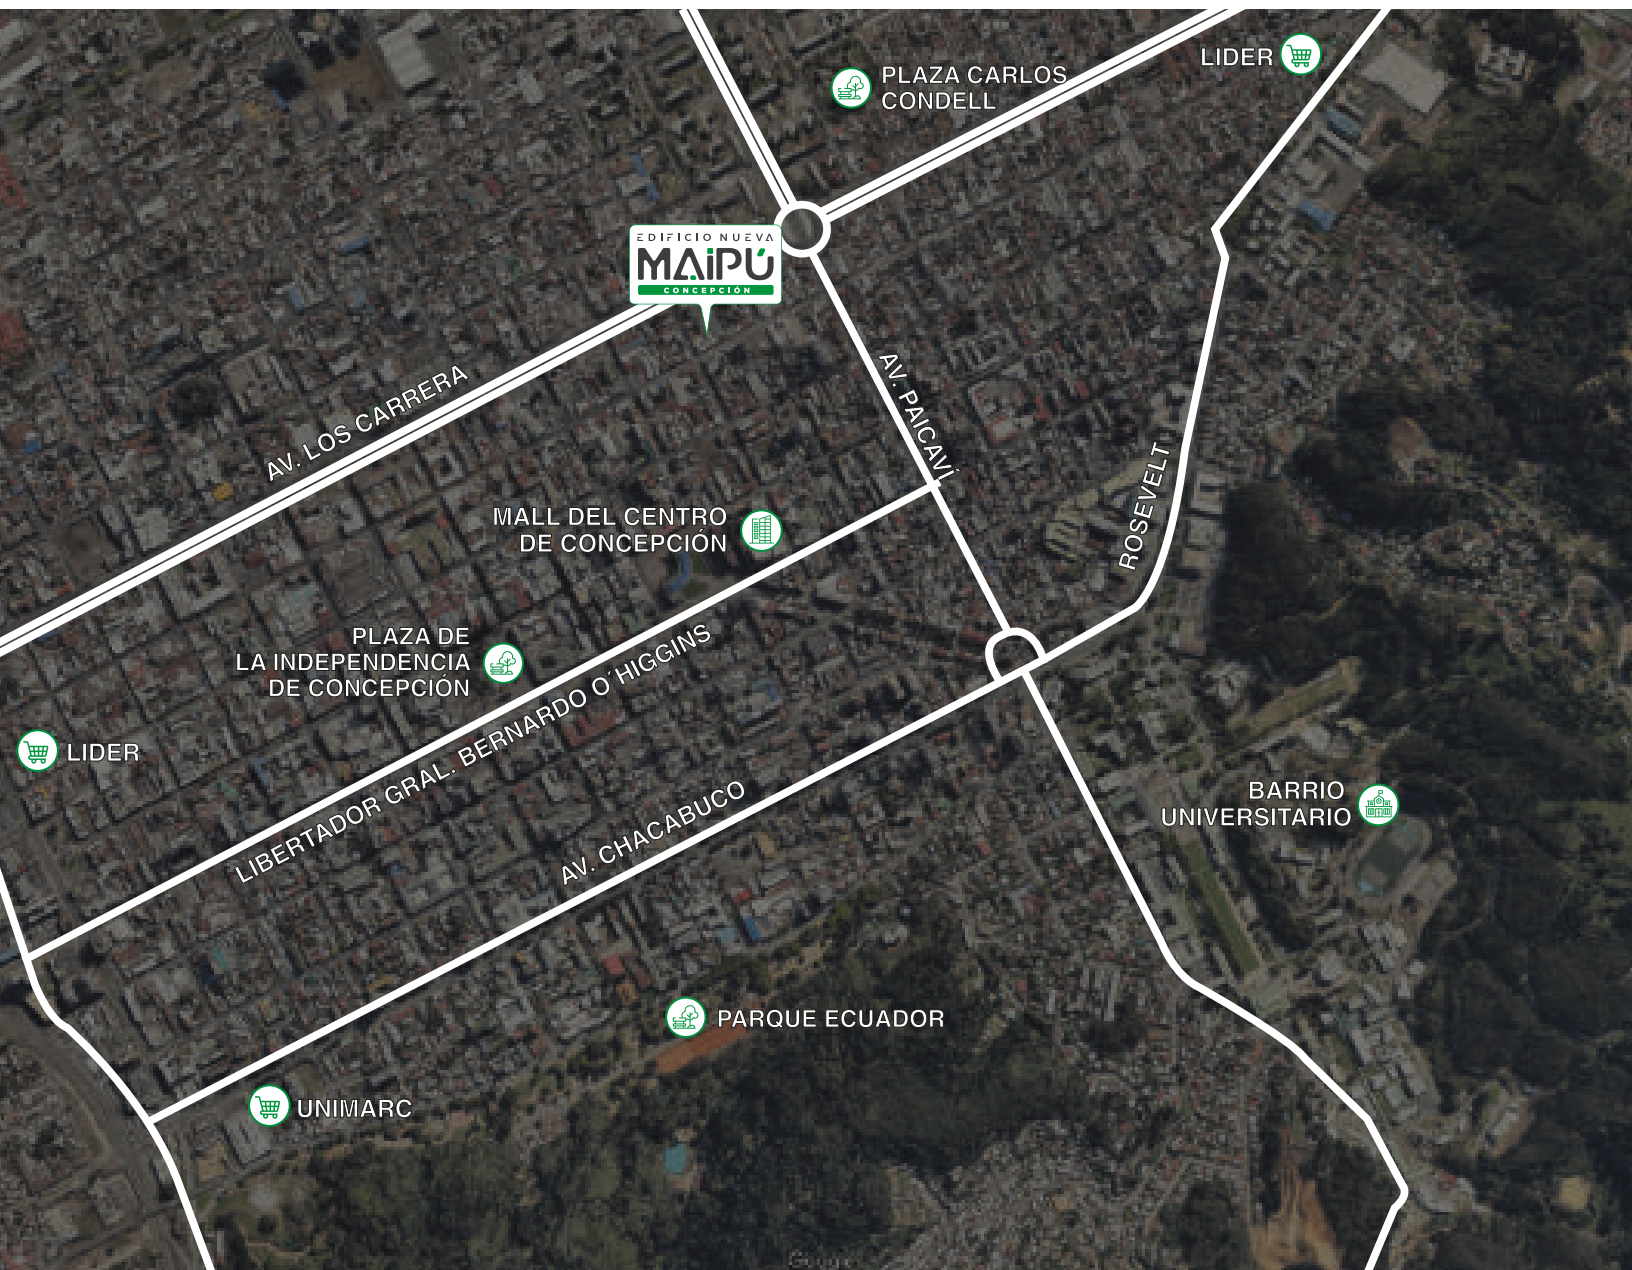 LIDER
PLAZA CARLOS
CONDELL
EDIFICIO NUEVA
MAiPÚ
CONCEPCIÓN
AV. LOS CARRERA
AV. PAICAVÍ
ROSEVELT
MALL DEL CENTRO
DE CONCEPCIÓN
PLAZA DE
LA INDEPENDENCIA
DE CONCEPCIÓN
LIBERTADOR GRAL. BERNARDO O´HIGGINS
LIDER
AV. CHACABUCO
BARRIO
UNIVERSITARIO
PARQUE ECUADOR
UNIMARC
Google